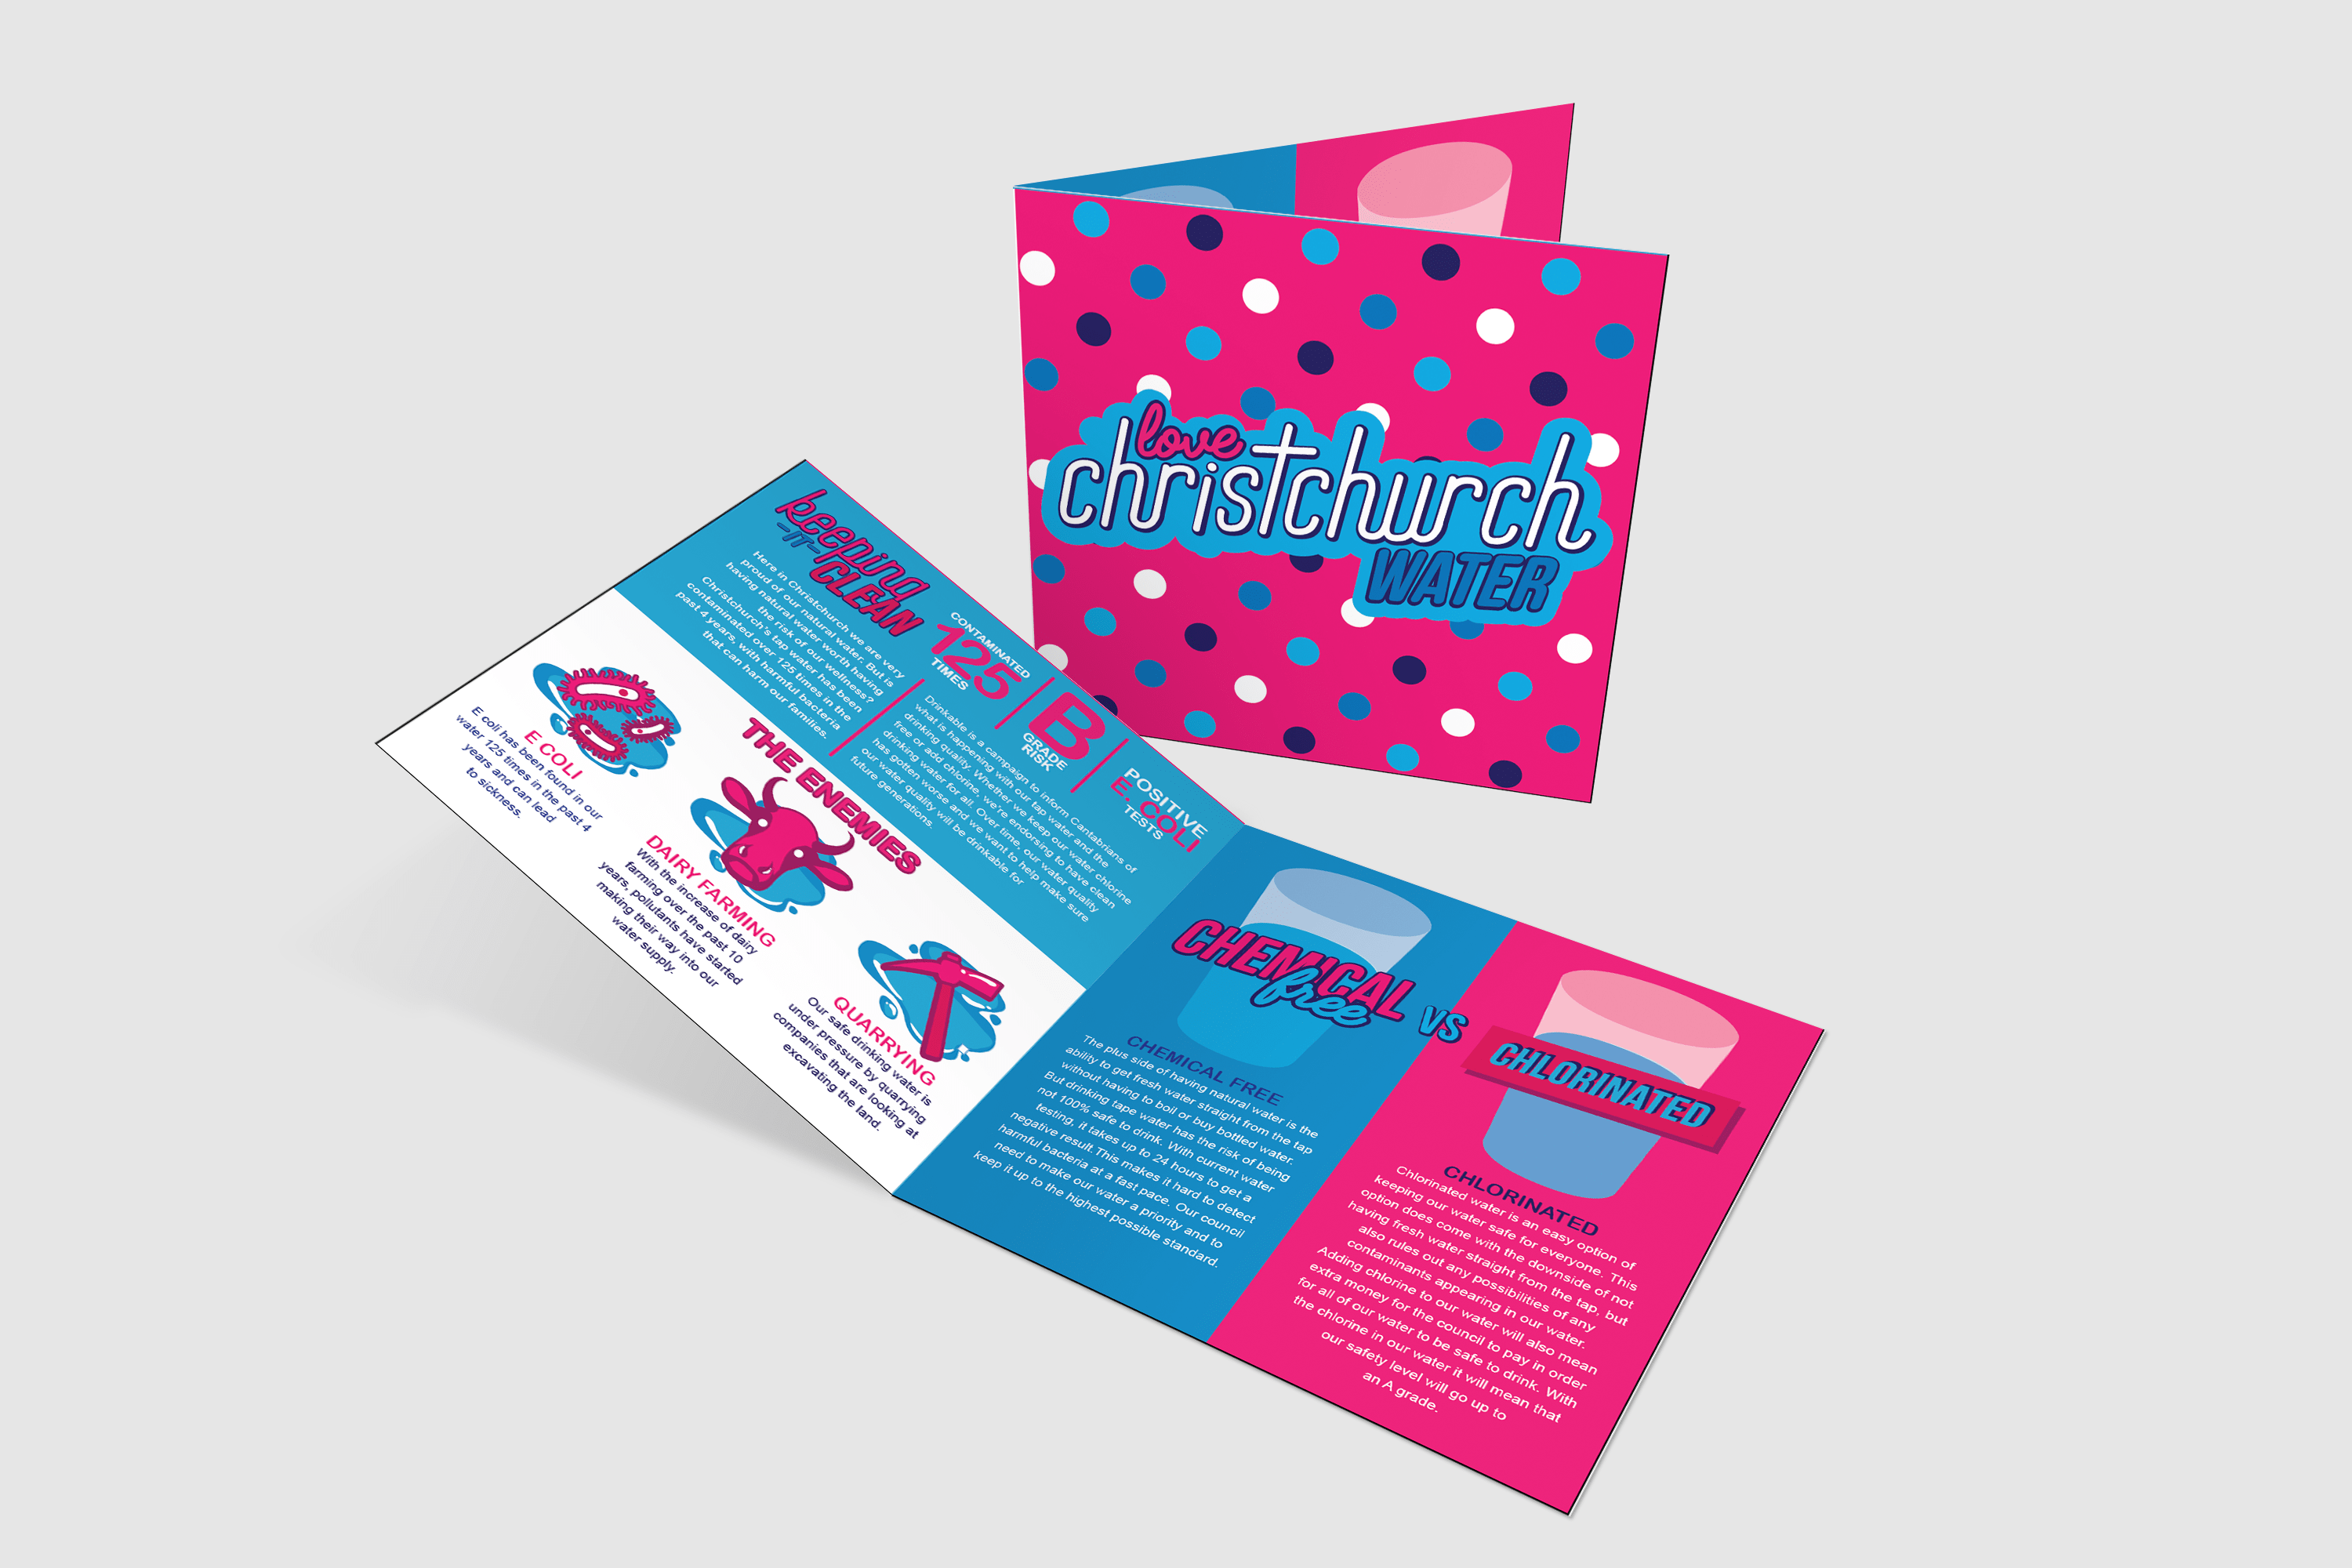 love
christchurch
WATER
keeping
-IT-
CLEAN
Here in Christchurch we are very
proud of our natural water. But is
having natural water worth having
the risk of our wellness?
Christchurch's tap water has been
contaminated over 125 times in the
past 4 years, with harmful bacteria
that can harm our families.
CONTAMINATED
125
TIMES
B
GRADE
RISK
POSITIVE
E. COLI
TESTS
Drinkable is a campaign to inform Cantabrians of
what is happening with our tap water and the
drinking quality. Whether we keep our water chlorine
free or add chlorine, we're endorsing to have clean
drinking water for all. Over time, our water quality
has gotten worse and we want to help make sure
our water quality will be drinkable for
future generations.
THE ENEMIES
E COLI
E coli has been found in our
water 125 times in the past 4
years and can lead
to sickness.
DAIRY FARMING
With the increase of dairy
farming over the past 10
years, pollutants have started
making their way into our
water supply.
QUARRYING
Our safe drinking water is
under pressure by quarrying
companies that are looking at
excavating the land.
CHEMICAL
free
VS
CHLORINATED
CHEMICAL FREE
The plus side of having natural water is the
ability to get fresh water straight from the tap
without having to boil or buy bottled water.
But drinking tape water has the risk of being
not 100% safe to drink. With current water
testing, it takes up to 24 hours to get a
negative result.This makes it hard to detect
harmful bacteria at a fast pace. Our council
need to make our water a priority and to
keep it up to the highest possible standard.
CHLORINATED
Chlorinated water is an easy option of
keeping our water safe for everyone. This
option does come with the downside of not
having fresh water straight from the tap, but
also rules out any possibilities of any
contaminants appearing in our water.
Adding chlorine to our water will also mean
extra money for the council to pay in order
for all of our water to be safe to drink. With
the chlorine in our water it will mean that
our safety level will go up to
an A grade.